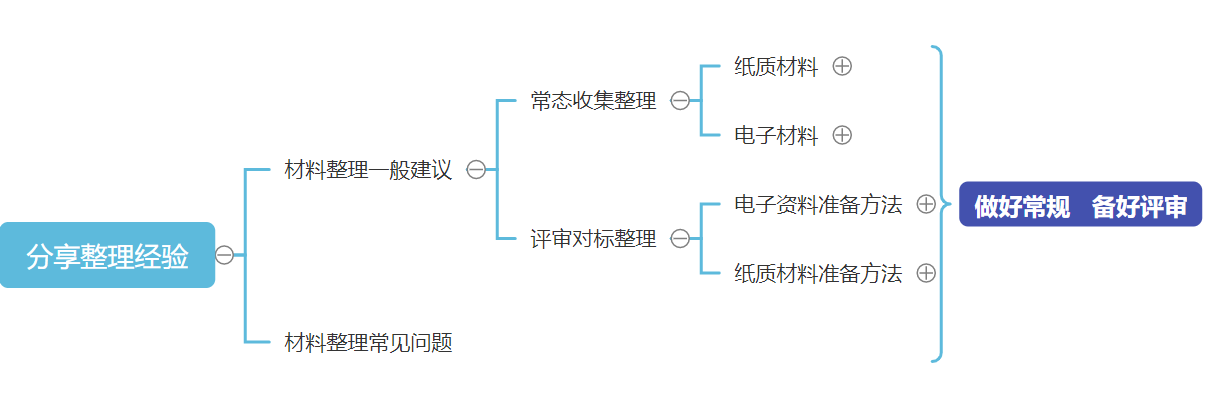 分享整理经验
材料整理一般建议
常态收集整理
纸质材料
电子材料
评审对标整理
电子资料准备方法
纸质材料准备方法
材料整理常见问题
做好常规 备好评审